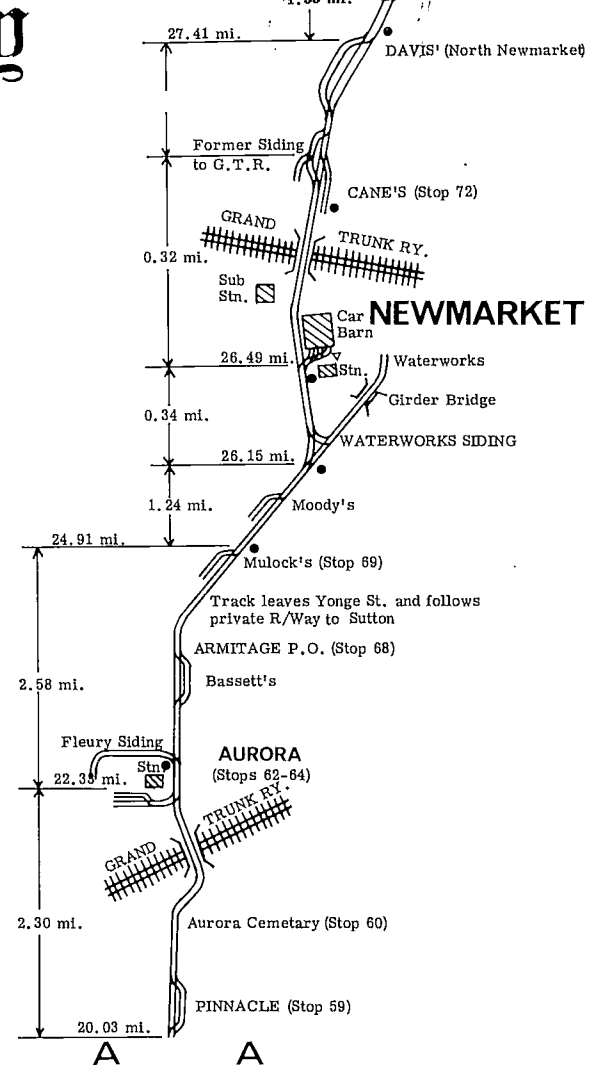 27.41 mi.
DAVIS' (North Newmarket)
Former Siding
to G.T.R.
CANE'S (Stop 72)
GRAND
TRUNK RY.
0.32 mi.
Sub
Stn.
Car
Barn
NEWMARKET
26.49 mi.
Stn.
Waterworks
Girder Bridge
0.34 mi.
WATERWORKS SIDING
26.15 mi.
1.24 mi.
Moody's
24.91 mi.
Mulock's (Stop 69)
Track leaves Yonge St. and follows
private R/Way to Sutton
ARMITAGE P.O. (Stop 68)
2.58 mi.
Bassett's
Fleury Siding
AURORA
Stn.
(Stops 62-64)
22.33 mi.
GRAND
TRUNK RY.
2.30 mi.
Aurora Cemetary (Stop 60)
PINNACLE (Stop 59)
20.03 mi.
A A